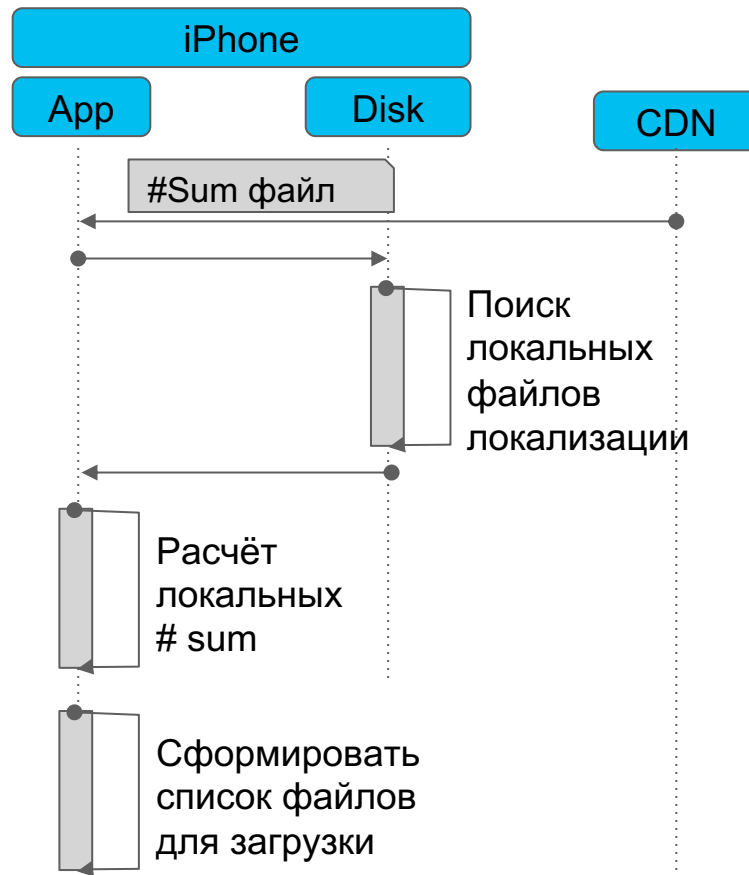 iPhone
App
Disk
CDN
#Sum файл
Поиск
локальных
файлов
локализации
Расчёт
локальных
# sum
Сформировать
список файлов
для загрузки